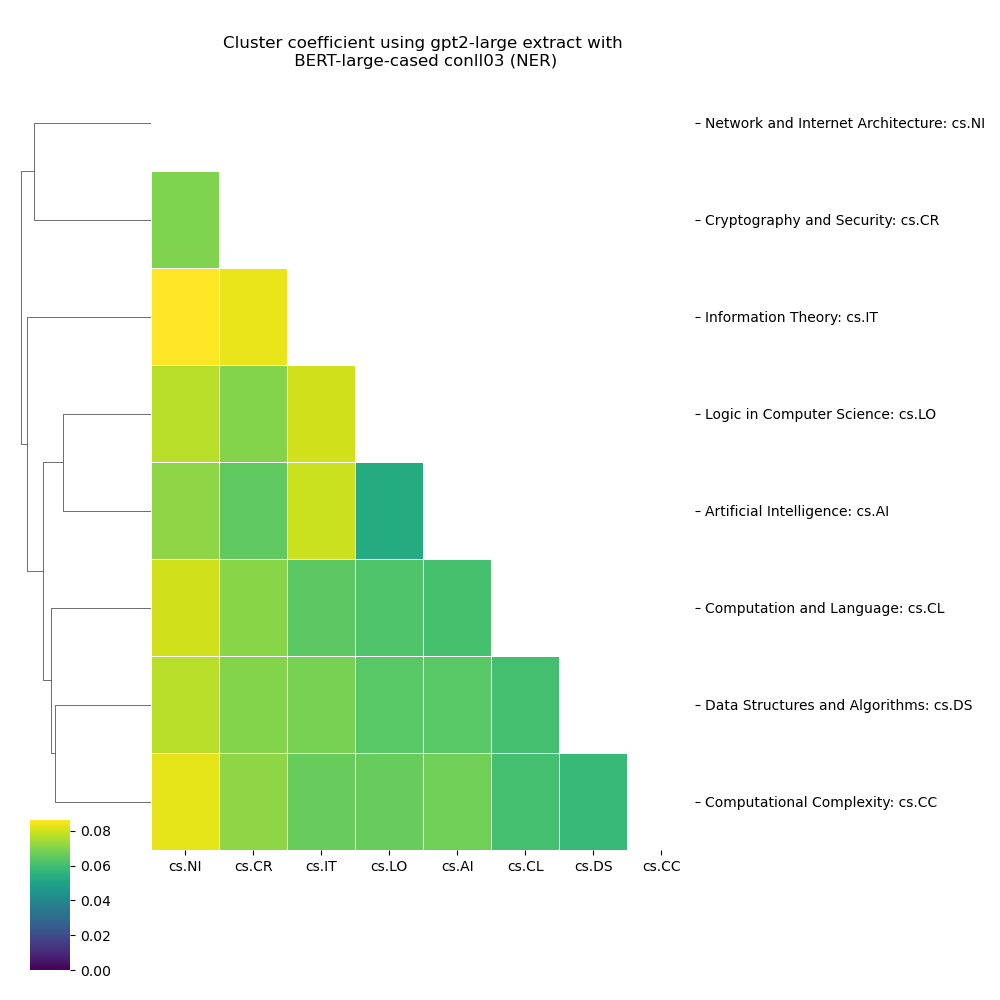 Cluster coefficient using gpt2-large extract with
BERT-large-cased conll03 (NER)
Network and Internet Architecture: cs.NI
Cryptography and Security: cs.CR
Information Theory: cs.IT
Logic in Computer Science: cs.LO
Artificial Intelligence: cs.AI
Computation and Language: cs.CL
Data Structures and Algorithms: cs.DS
Computational Complexity: cs.CC
cs.NI cs.CR cs.IT cs.LO cs.AI cs.CL cs.DS cs.CC
0.08
0.06
0.04
0.02
0.00